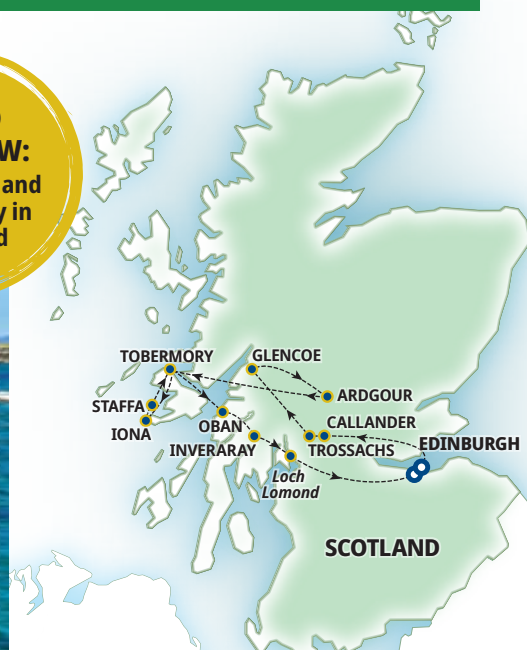 W:
and
y in
d
TOBERMORY
GLENCOE
STAFFA
ARDGOUR
IONA
OBAN
CALLANDER
INVERARAY
TROSSACHS
EDINBURGH
Loch
Lomond
SCOTLAND